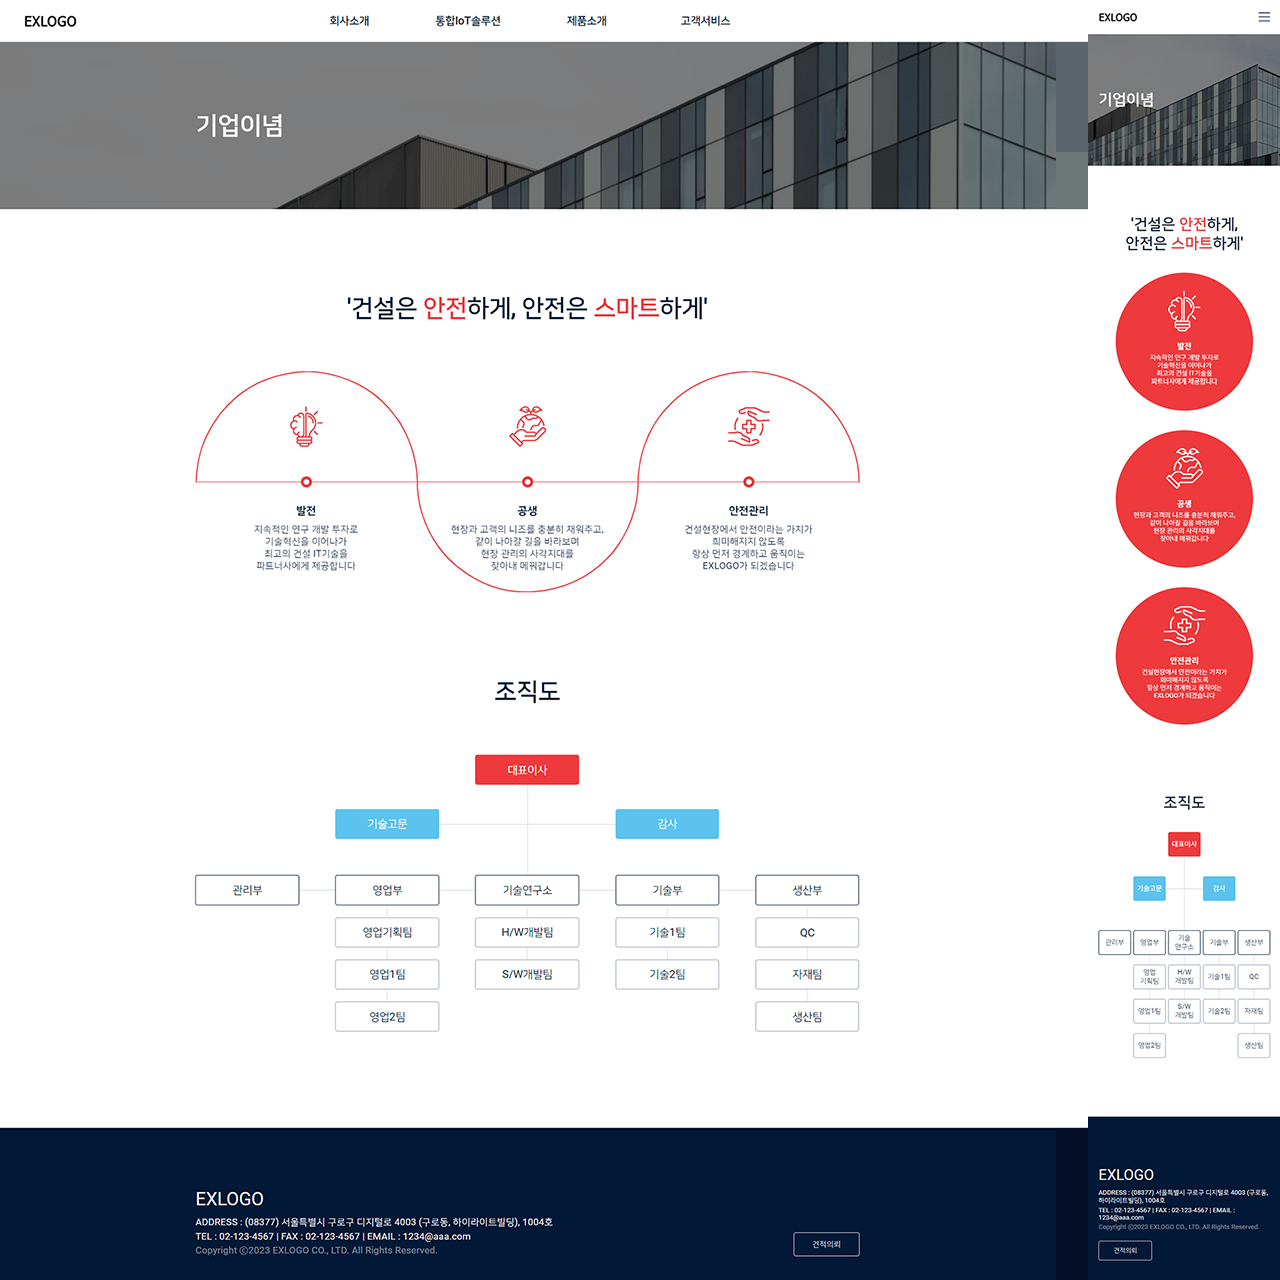 EXLOGO
회사소개
통합IoT솔루션
제품소개
고객서비스
기업이념
'건설은 안전하게, 안전은 스마트하게'
발전
지속적인 연구 개발 투자로
기술혁신을 이어나가
최고의 건설 IT기술을
파트너사에게 제공합니다
공생
현장과 고객의 니즈를 충분히 채워주고,
같이 나아갈 길을 바라보며
현장 관리의 사각지대를
찾아내 메꿔갑니다
안전관리
건설현장에서 안전이라는 가치가
희미해지지 않도록
항상 먼저 경계하고 움직이는
EXLOGO가 되겠습니다
조직도
대표이사
기술고문
감사
관리부
영업부
기술연구소
기술부
생산부
영업기획팀
H/W개발팀
기술1팀
QC
영업1팀
S/W개발팀
기술2팀
자재팀
영업2팀
생산팀
EXLOGO
ADDRESS : (08377) 서울특별시 구로구 디지털로 4003 (구로동, 하이라이트빌딩), 1004호
TEL : 02-123-4567 | FAX : 02-123-4567 | EMAIL : 1234@aaa.com
Copyright ⓒ2023 EXLOGO CO., LTD. All Rights Reserved.
견적의뢰
EXLOGO
기업이념
'건설은 안전하게,
안전은 스마트하게'
발전
지속적인 연구 개발 투자로
기술혁신을 이어나가
최고의 건설 IT기술을
파트너사에게 제공합니다
공생
현장과 고객의 니즈를 충분히 채워주고,
같이 나아갈 길을 바라보며
현장 관리의 사각지대를
찾아내 메꿔갑니다
안전관리
건설현장에서 안전이라는 가치가
희미해지지 않도록
항상 먼저 경계하고 움직이는
EXLOGO가 되겠습니다
조직도
대표이사
기술고문
감사
관리부
영업부
기술
연구소
기술부
생산부
영업
기획팀
H/W
개발팀
기술1팀
QC
영업1팀
S/W
개발팀
기술2팀
자재팀
영업2팀
생산팀
EXLOGO
ADDRESS : (08377) 서울특별시 구로구 디지털로 4003 (구로동,
하이라이트빌딩), 1004호
TEL : 02-123-4567 | FAX : 02-123-4567 | EMAIL :
1234@aaa.com
Copyright ⓒ2023 EXLOGO CO., LTD. All Rights Reserved.
견적의뢰